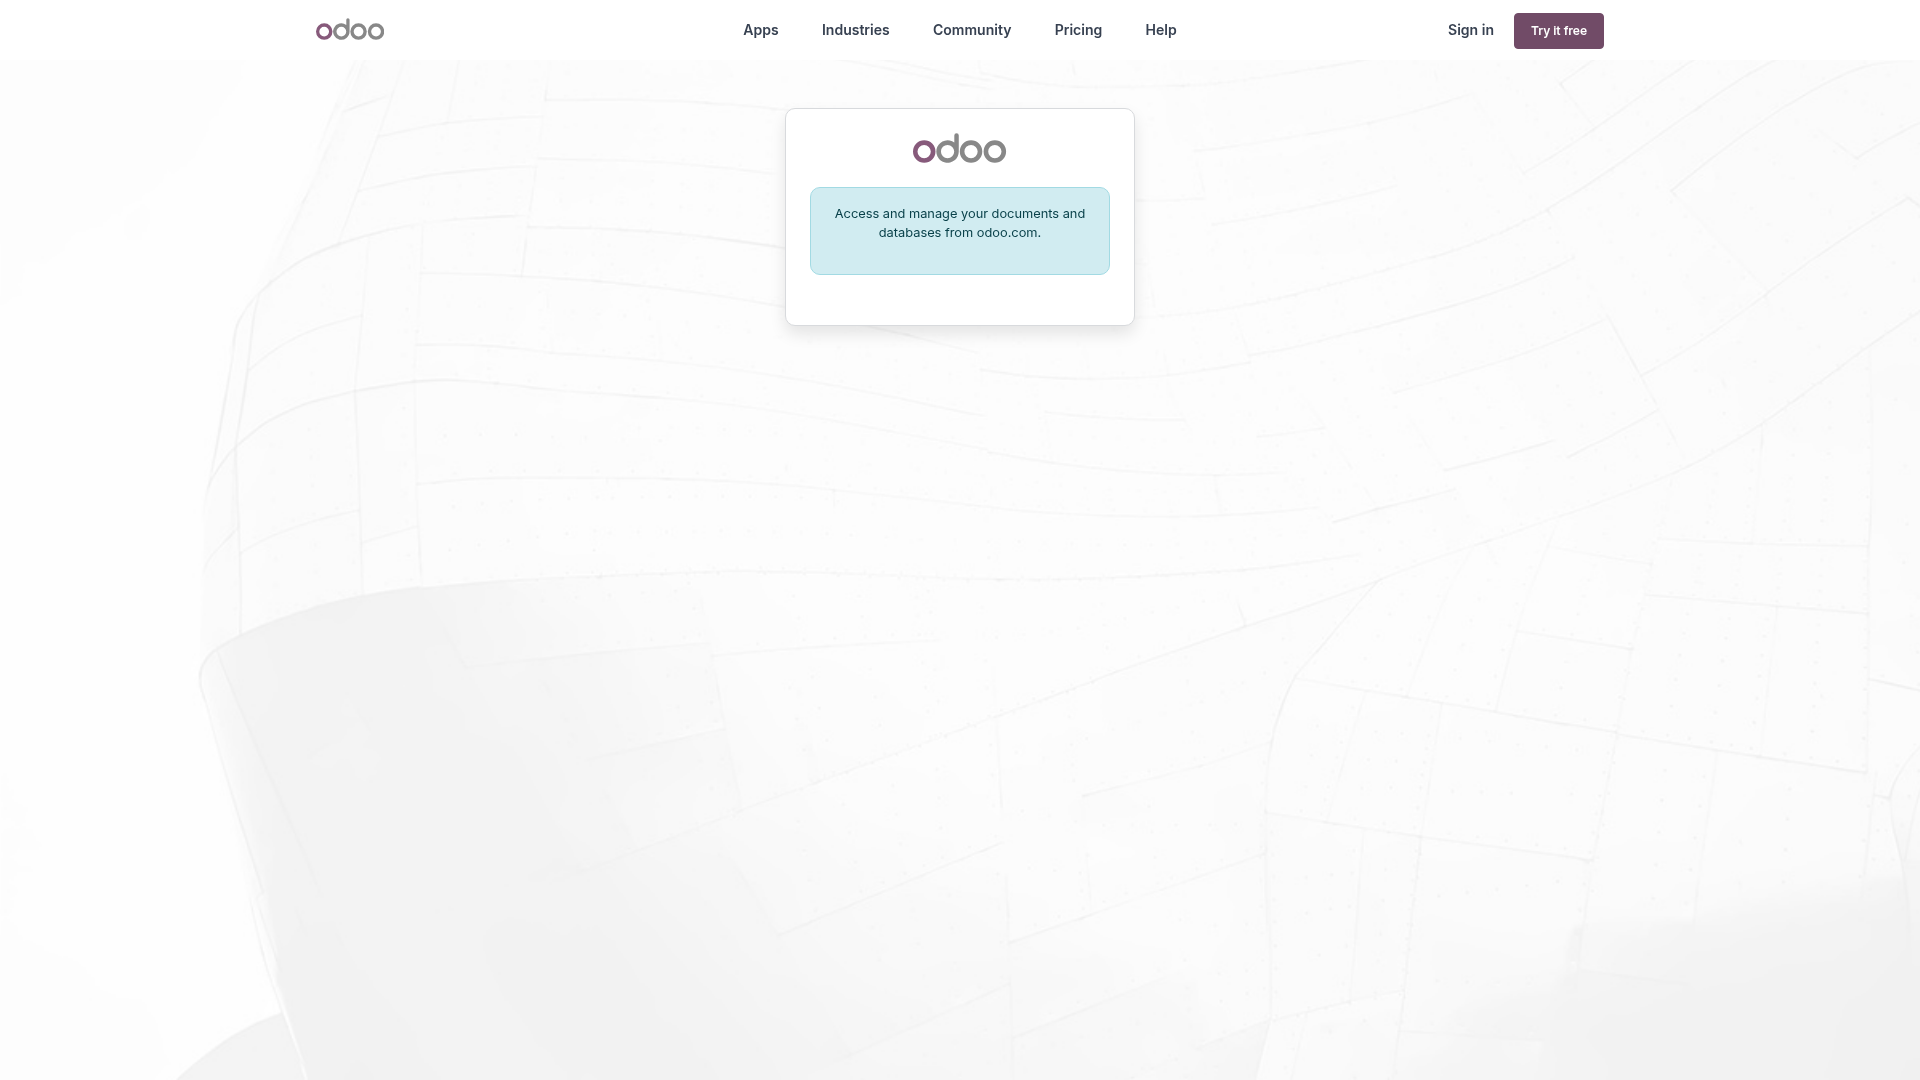 odoo
Apps
Industries
Community
Pricing
Help
Sign in
Try it free
odoo
Access and manage your documents and
databases from odoo.com.